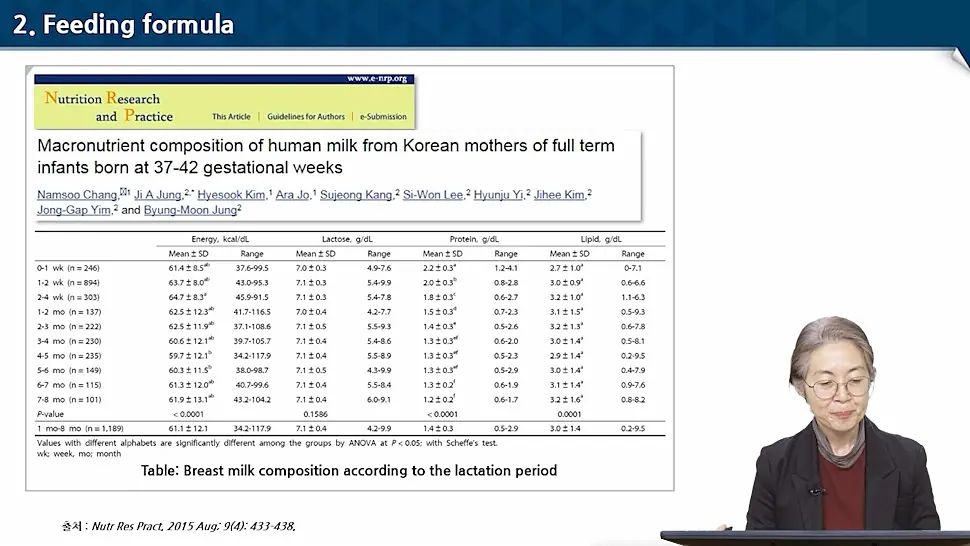 2. Feeding formula
www.e-nrp.org
Nutrition Research
and Practice
This Article | Guidelines for Authors | e-Submission
Macronutrient composition of human milk from Korean mothers of full term
infants born at 37-42 gestational weeks
Namsoo Chang,1 Ji A Jung,2,* Hyesook Kim,1 Ara Jo,1 Sujeong Kang,2 Si-Won Lee,2 Hyunju Yi,2 Jihee Kim,2
Jong-Gap Yim,2 and Byung-Moon Jung2
Energy, kcal/dL Lactose, g/dL Protein, g/dL Lipid, g/dL
Mean ± SD Range Mean ± SD Range Mean ± SD Range Mean ± SD Range
0-1 wk (n = 246) 61.4 ± 8.5ab 37.6-99.5 7.0 ± 0.3 4.9-7.6 2.2 ± 0.3a 1.2-4.1 2.7 ± 1.0a 0-7.1
1-2 wk (n = 894) 63.7 ± 8.0ab 43.0-95.3 7.1 ± 0.3 5.4-9.9 2.0 ± 0.3b 0.8-2.8 3.0 ± 0.9a 0.6-6.6
2-4 wk (n = 303) 64.7 ± 8.3a 45.9-91.5 7.1 ± 0.3 5.4-7.8 1.8 ± 0.3c 0.6-2.7 3.2 ± 1.0a 1.1-6.3
1-2 mo (n = 137) 62.5 ± 12.3ab 41.7-116.5 7.0 ± 0.4 4.2-7.7 1.5 ± 0.3d 0.7-2.3 3.1 ± 1.5a 0.5-9.3
2-3 mo (n = 222) 62.5 ± 11.9ab 37.1-108.6 7.1 ± 0.5 5.5-9.3 1.4 ± 0.3e 0.5-2.6 3.2 ± 1.3a 0.6-7.8
3-4 mo (n = 230) 60.6 ± 12.1ab 39.7-105.7 7.1 ± 0.4 5.4-8.6 1.3 ± 0.3ef 0.6-2.0 3.0 ± 1.4a 0.5-8.1
4-5 mo (n = 235) 59.7 ± 12.1b 34.2-117.9 7.1 ± 0.4 5.5-8.9 1.3 ± 0.3ef 0.5-2.3 2.9 ± 1.4a 0.2-9.5
5-6 mo (n = 149) 60.3 ± 11.5b 38.0-98.7 7.1 ± 0.5 4.3-9.9 1.3 ± 0.3ef 0.5-2.9 3.0 ± 1.4a 0.4-7.9
6-7 mo (n = 115) 61.3 ± 12.0ab 40.7-99.6 7.1 ± 0.4 5.5-8.4 1.3 ± 0.2f 0.6-1.9 3.1 ± 1.4a 0.9-7.6
7-8 mo (n = 101) 61.9 ± 13.1ab 43.2-104.2 7.1 ± 0.4 6.0-9.1 1.2 ± 0.2f 0.6-1.7 3.2 ± 1.6a 0.8-8.2
P-value < 0.0001 0.1586 < 0.0001 0.0001
1 mo-8 mo (n = 1,189) 61.1 ± 12.1 34.2-117.9 7.1 ± 0.4 4.2-9.9 1.4 ± 0.3 0.5-2.9 3.0 ± 1.4 0.2-9.5
Values with different alphabets are significantly different among the groups by ANOVA at P < 0.05; with Scheffe's test.
wk; week, mo; month
Table: Breast milk composition according to the lactation period
출처 : Nutr Res Pract. 2015 Aug; 9(4): 433-438.